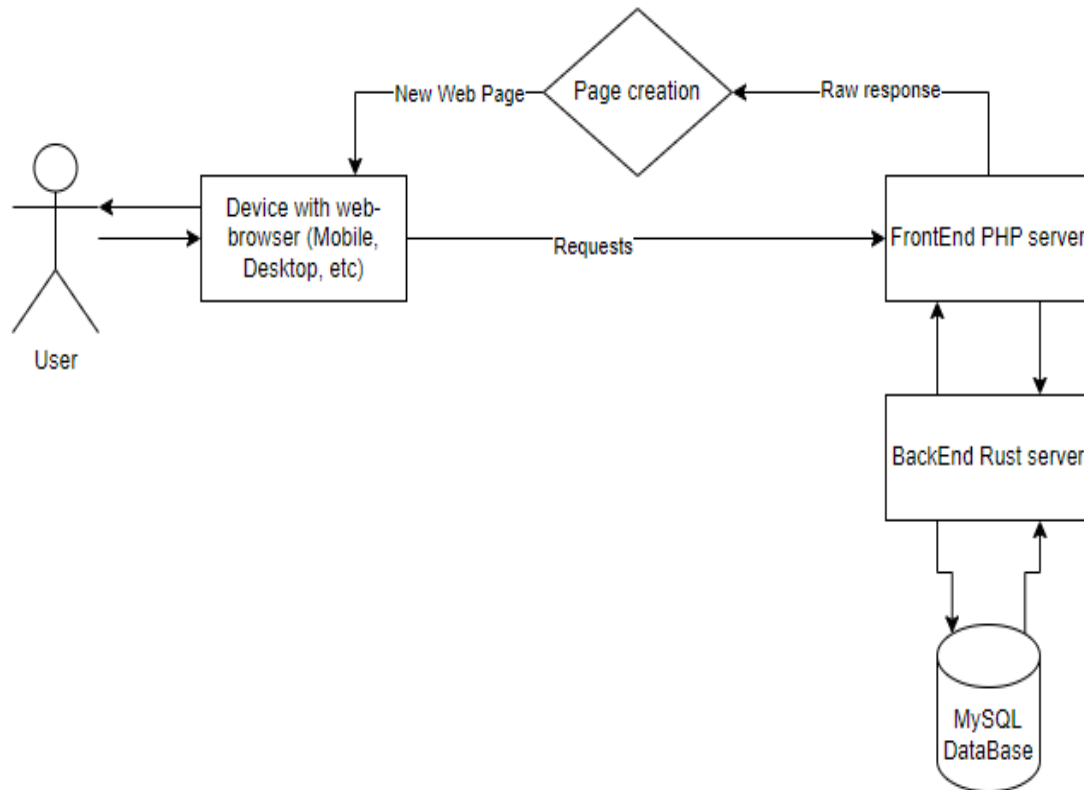 New Web Page
Page creation
Raw response
Device with web-
browser (Mobile,
Desktop, etc)
Requests
FrontEnd PHP server
User
BackEnd Rust server
MySQL
DataBase